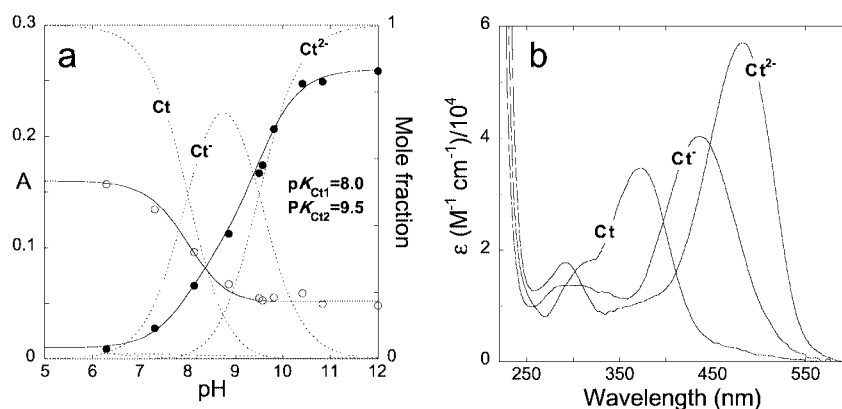 a
0.3
0.2
A
0.1
0
5 6 7 8 9 10 11 12
pH
1
Mole fraction
0
Ct
Ct-
Ct2-
pKCt1=8.0
PKCt2=9.5
b
6
4
2
0
ε (M-1 cm-1)/104
220 350 450 550
Wavelength (nm)
Ct
Ct-
Ct2-